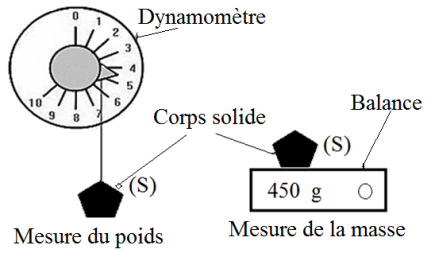 Dynamomètre
0
1
2
3
4
5
6
7
8
9
10
Corps solide
(S)
Mesure du poids
Balance
(S)
450 g
Mesure de la masse